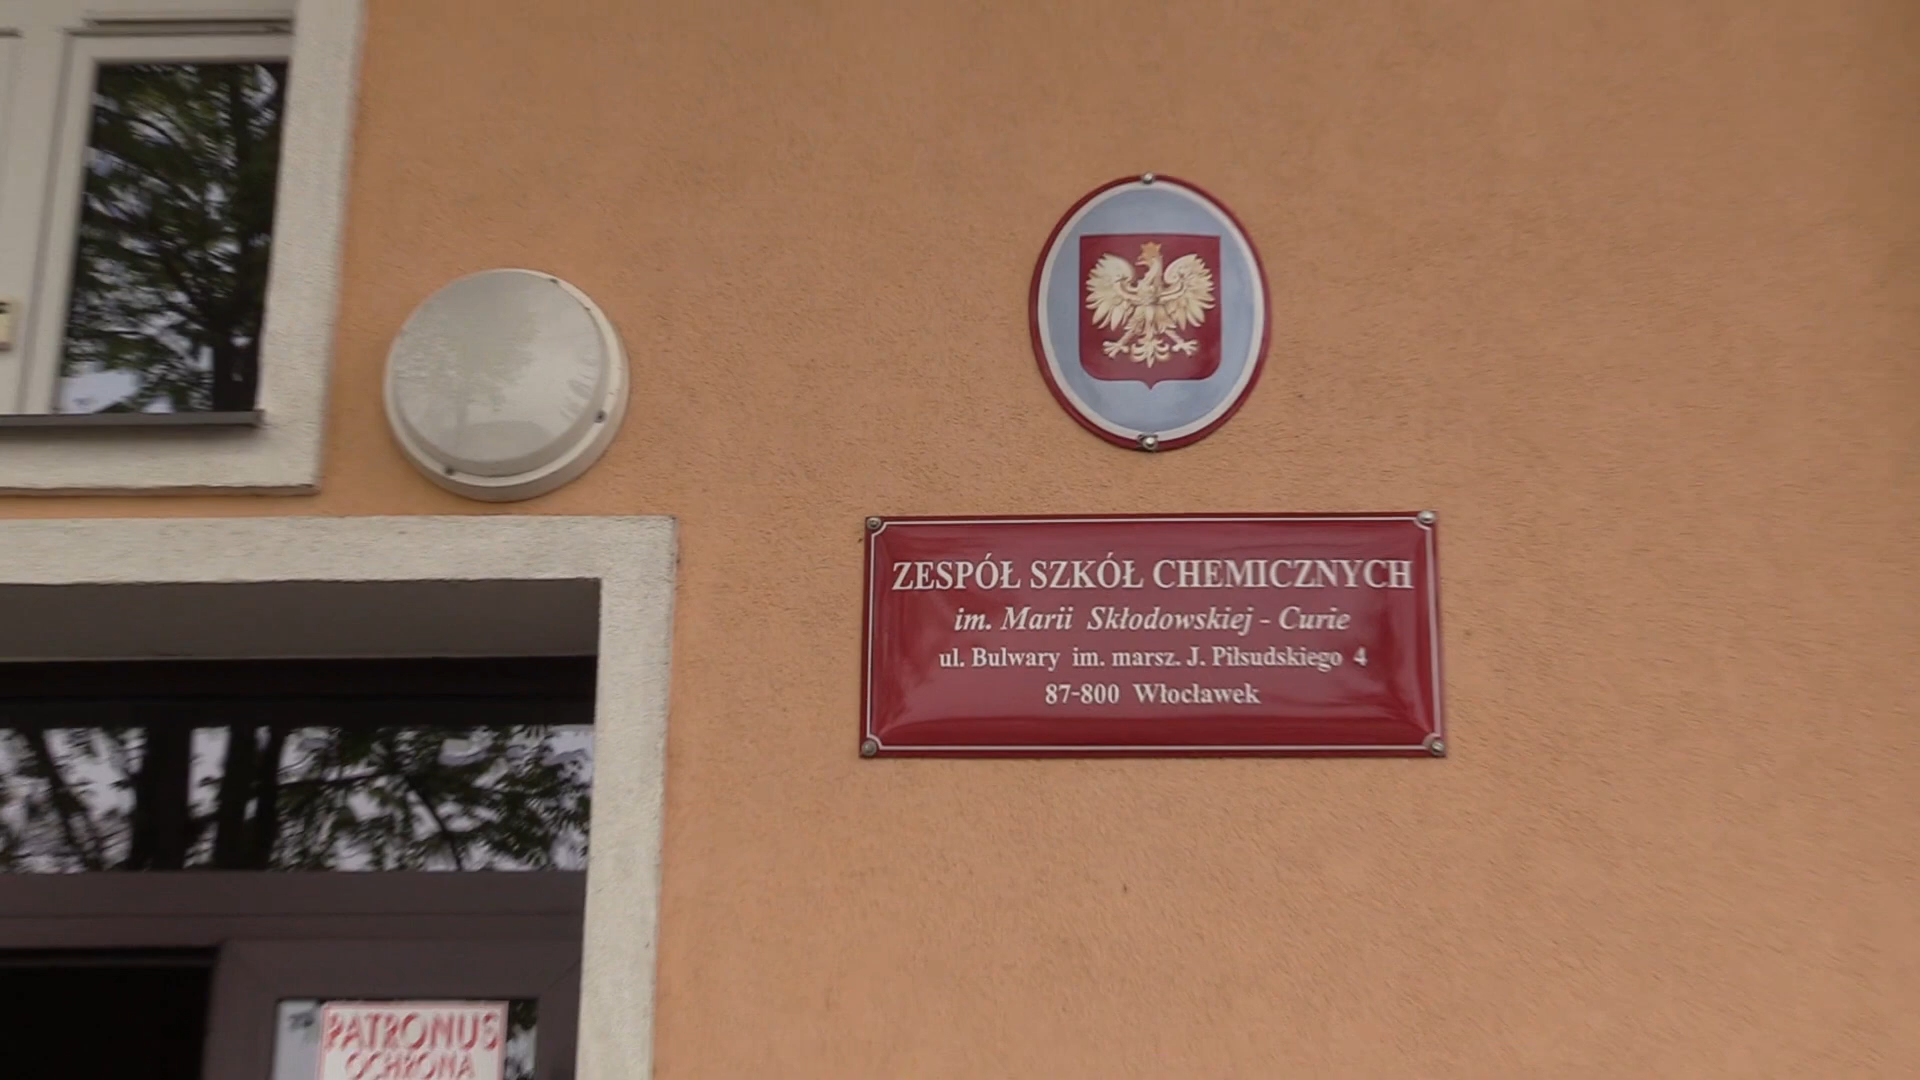 ZESPÓŁ SZKÓŁ CHEMICZNYCH
im. Marii Skłodowskiej - Curie
ul. Bulwary im. marsz. J. Piłsudskiego 4
87-800 Włocławek
PATRONUS
OCHRONA